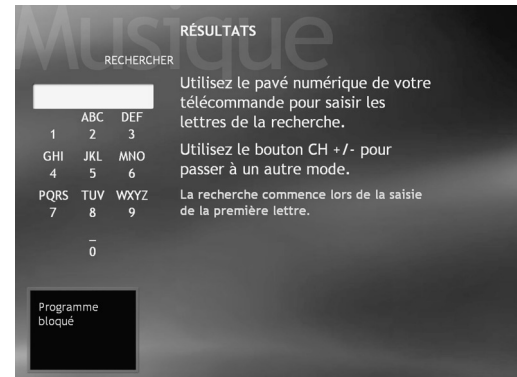 Musique
RÉSULTATS
RECHERCHER
Utilisez le pavé numérique de votre
télécommande pour saisir les
lettres de la recherche.
Utilisez le bouton CH +/- pour
passer à un autre mode.
La recherche commence lors de la saisie
de la première lettre.
ABC DEF
1 2 3
GHI JKL MNO
4 5 6
PQRS TUV WXYZ
7 8 9
_
0
Programme
bloqué